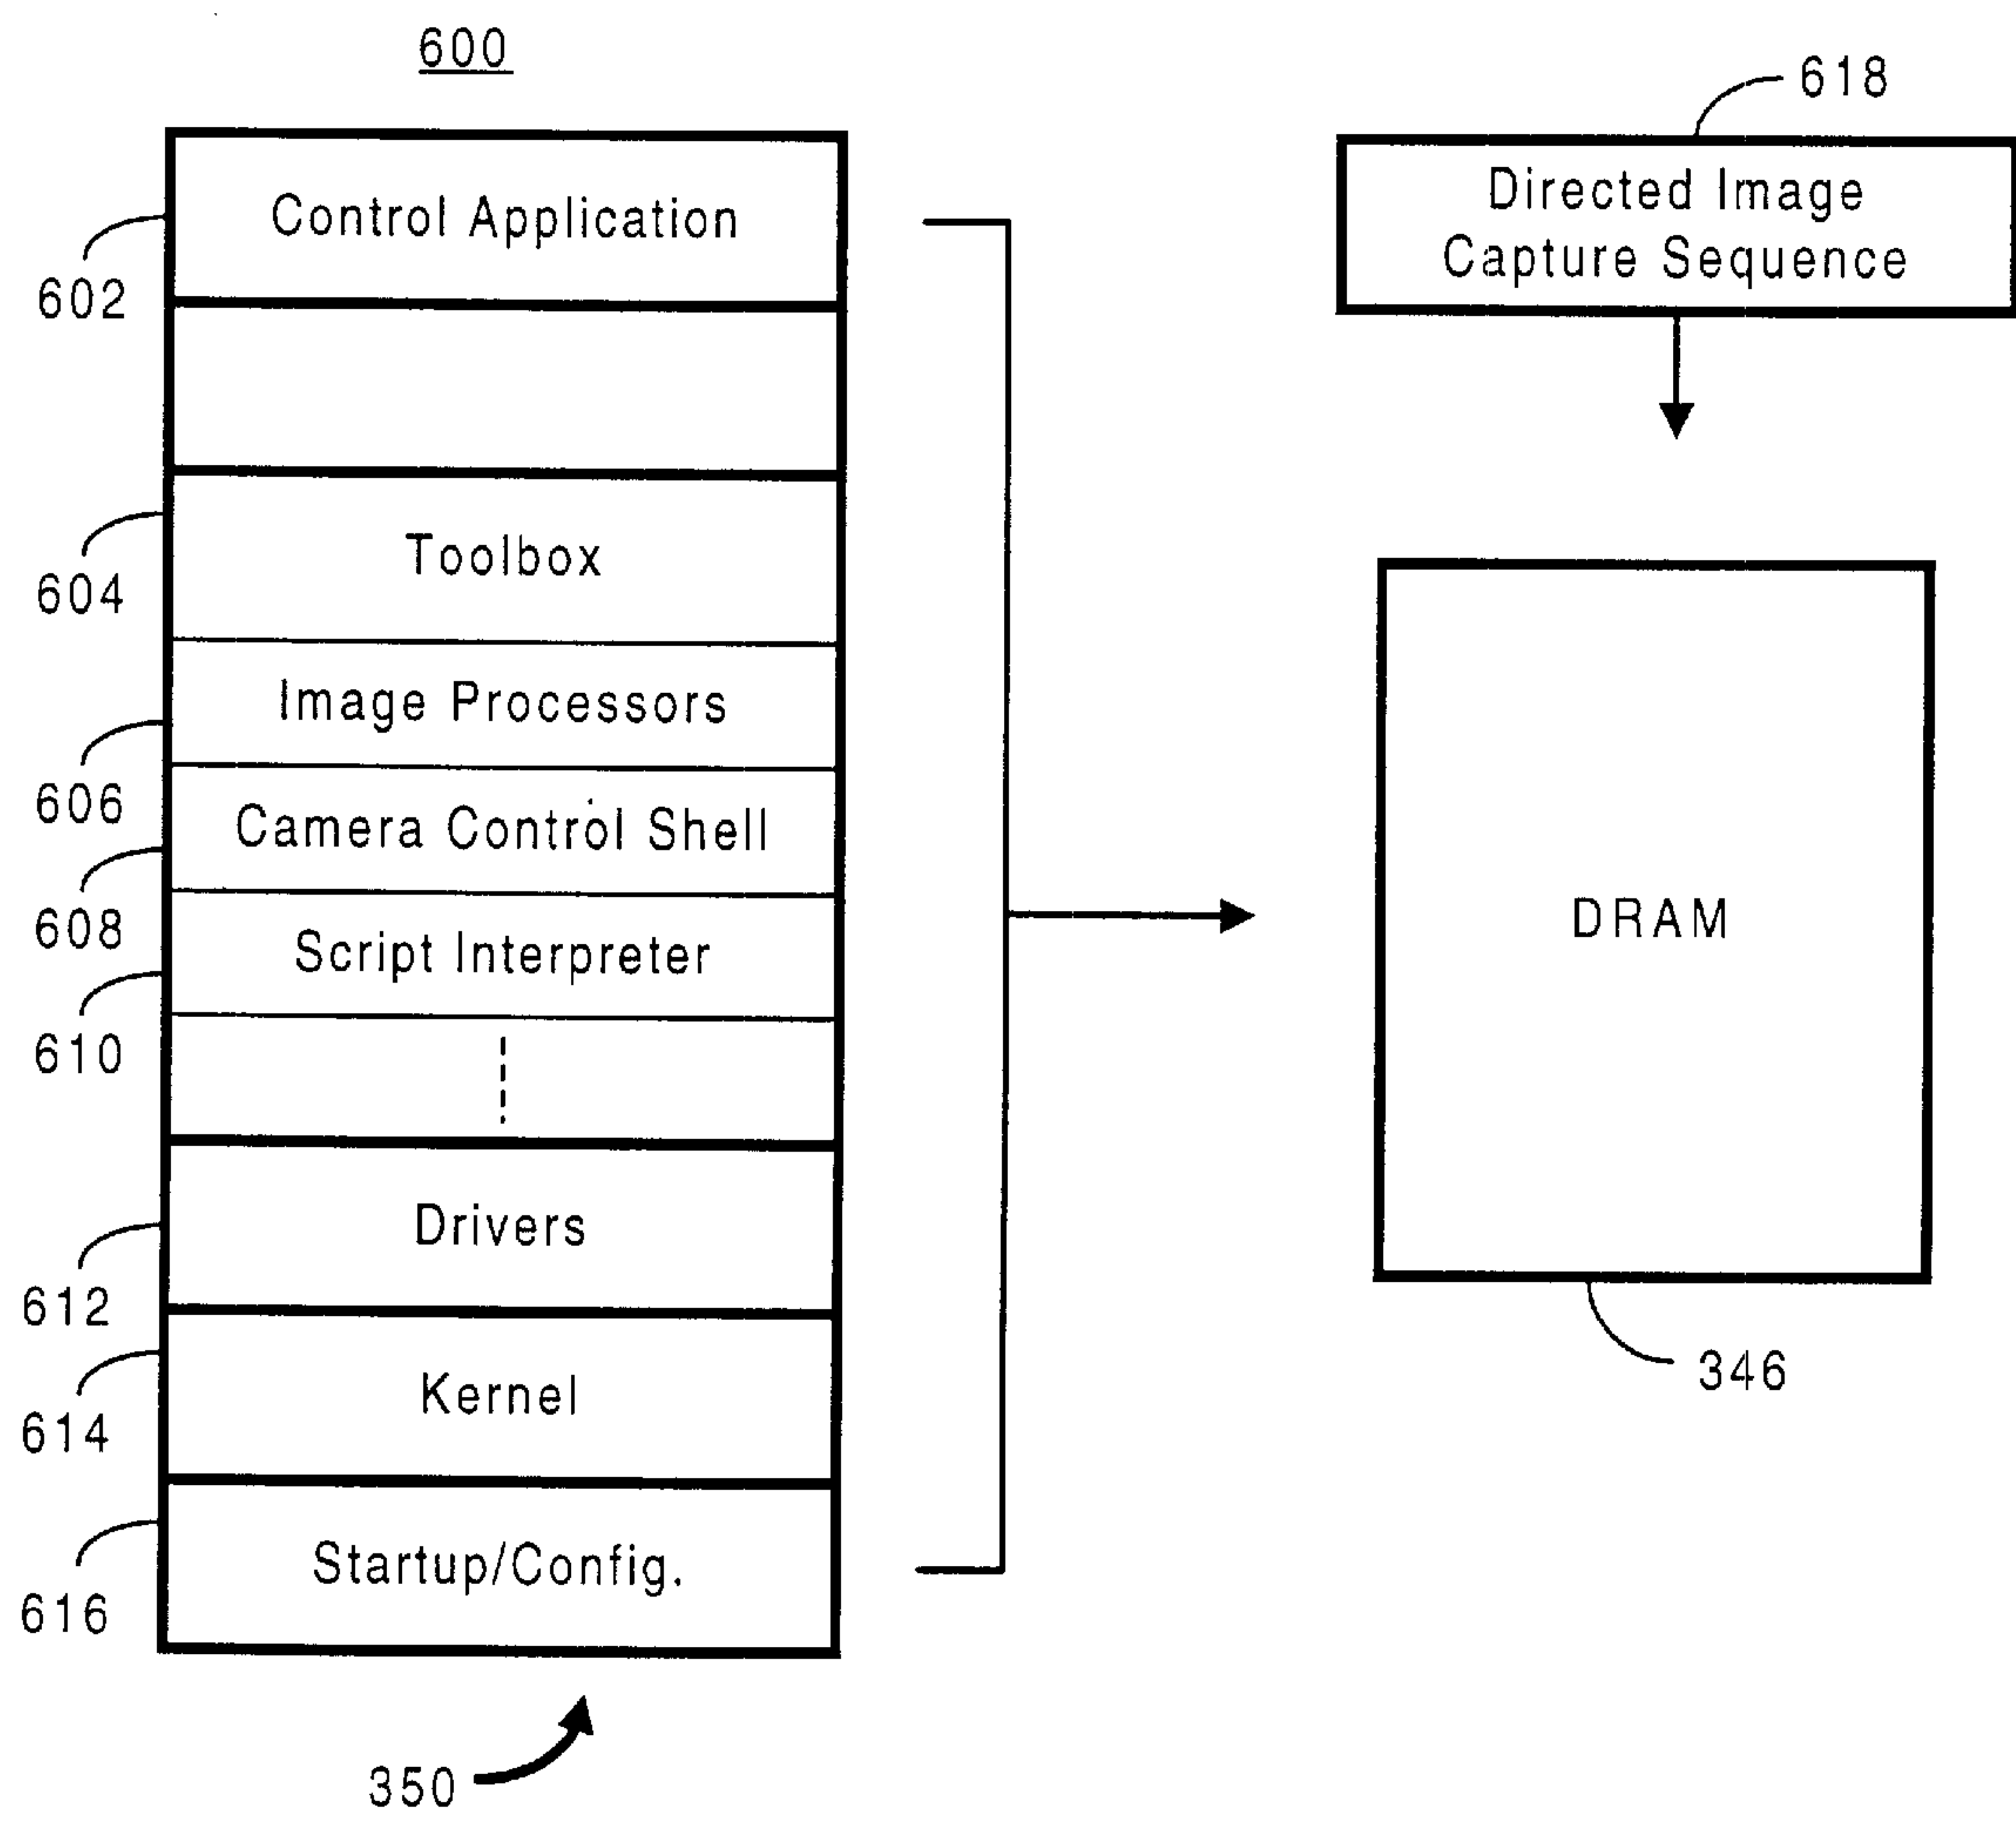 600
618
Control Application
602
Directed Image
Capture Sequence
Toolbox
604
Image Processors
606
Camera Control Shell
608
Script Interpreter
610
DRAM
346
Drivers
612
Kernel
614
Startup/Config.
616
350